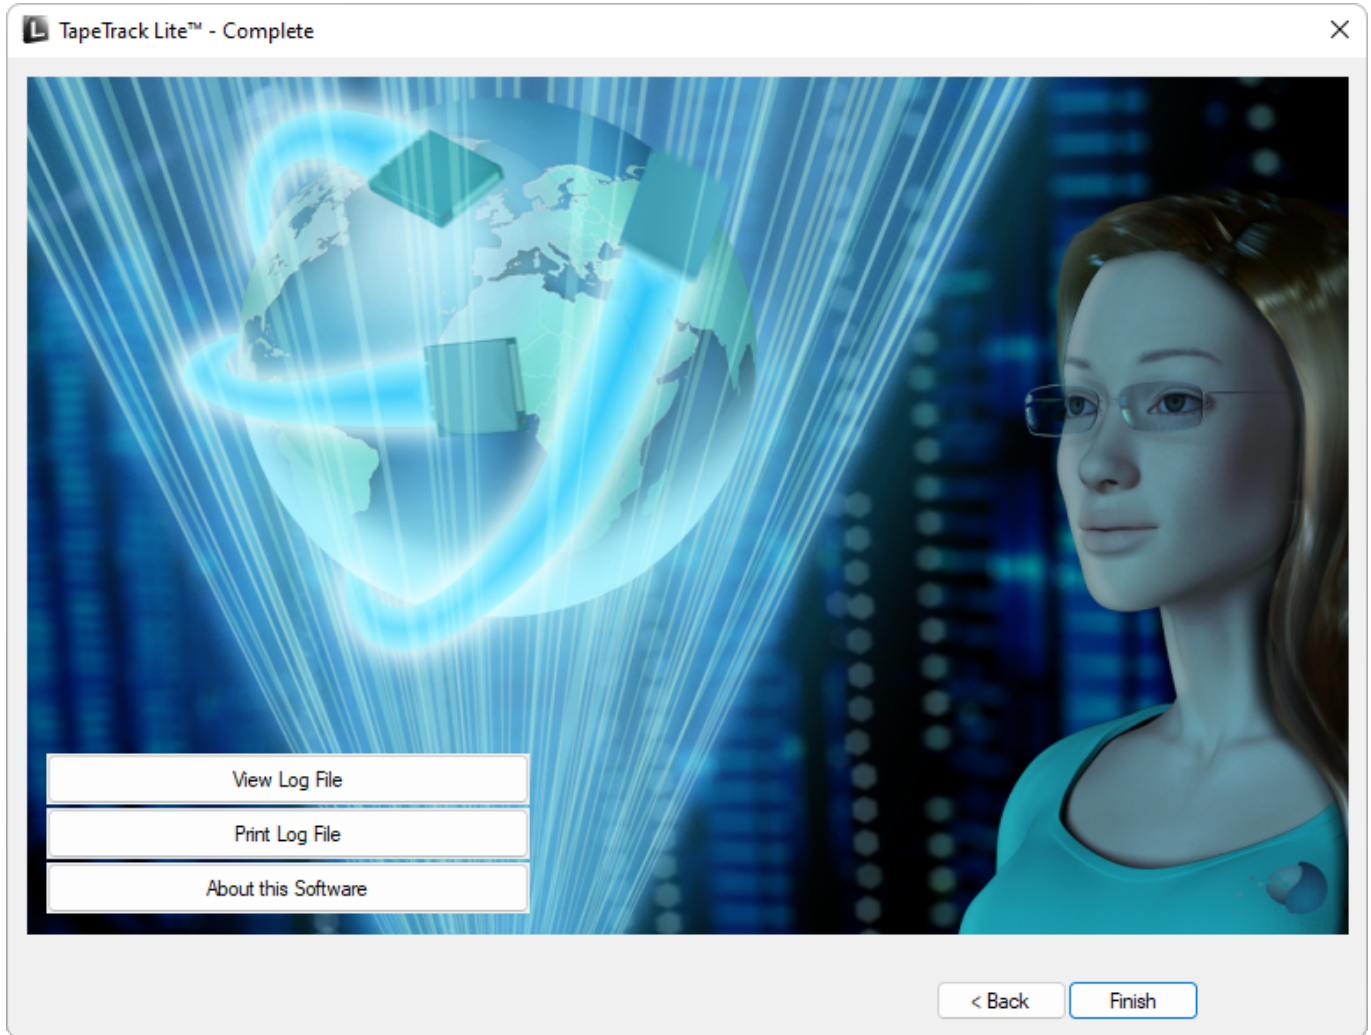 TapeTrack Lite™ - Complete
View Log File
Print Log File
About this Software
< Back
Finish